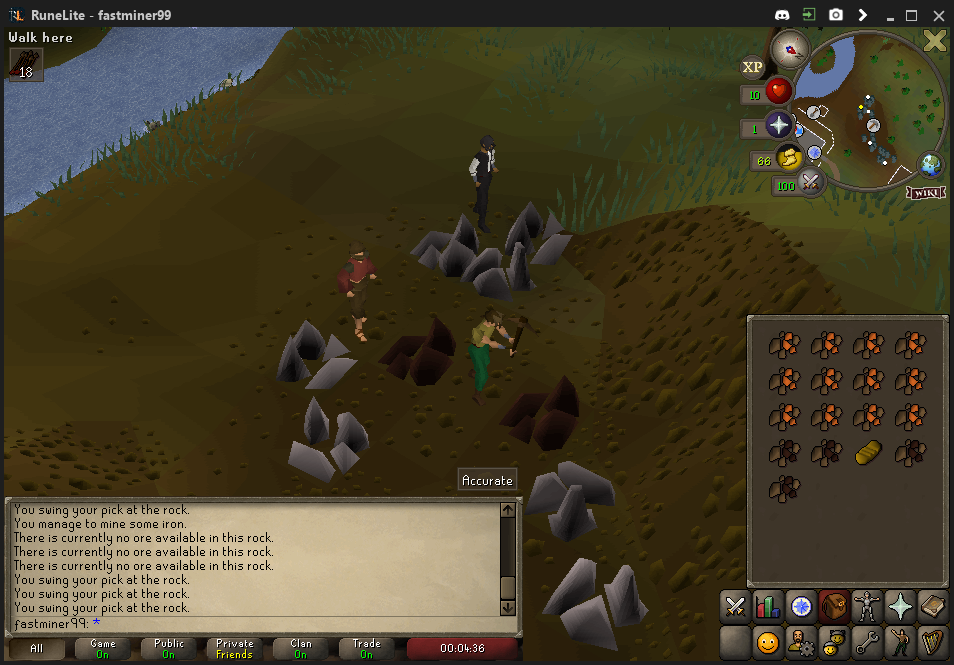 RuneLite - fastminer99
Walk here
18
XP
10
1
66
100
WIKI
Accurate
You swing your pick at the rock.
You manage to mine some iron.
There is currently no ore available in this rock.
There is currently no ore available in this rock.
There is currently no ore available in this rock.
You swing your pick at the rock.
You swing your pick at the rock.
You swing your pick at the rock.
fastminer99: *
All
Game
On
Public
On
Private
Friends
Clan
On
Trade
On
00:04:36